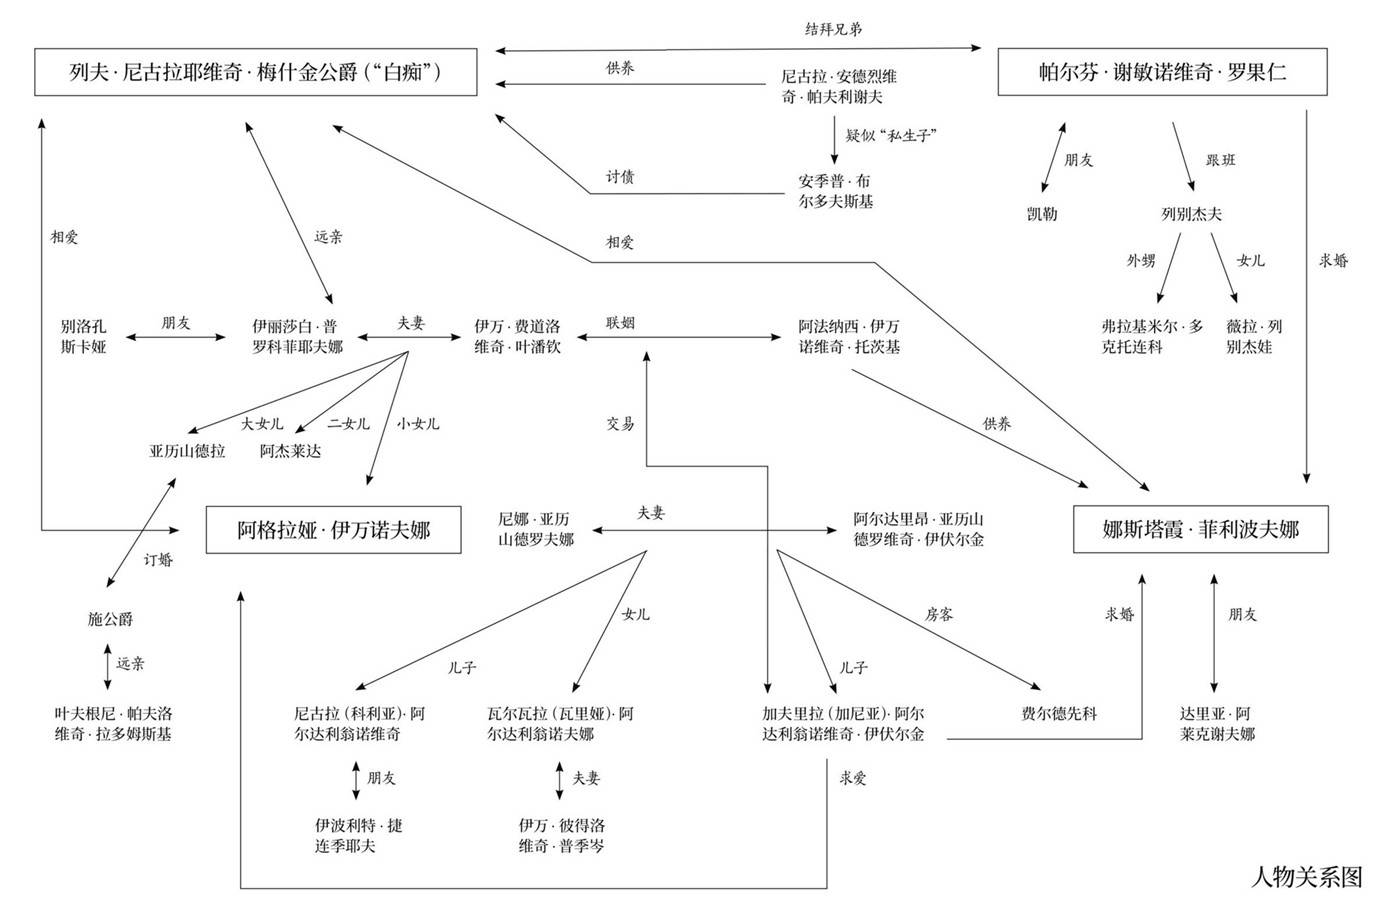 结拜兄弟
列夫·尼古拉耶维奇·梅什金公爵（“白痴”）
供养
尼古拉·安德烈维
奇·帕夫利谢夫
帕尔芬·谢敏诺维奇·罗果仁
疑似“私生子”
讨债
安季普·布
尔多夫斯基
朋友
跟班
凯勒
列别杰夫
相爱
远亲
相爱
外甥
女儿
求婚
别洛孔
斯卡娅
朋友
伊丽莎白·普
罗科菲耶夫娜
夫妻
伊万·费道洛
维奇·叶潘钦
联姻
阿法纳西·伊万
诺维奇·托茨基
弗拉基米尔·多
克托连科
薇拉·列
别杰娃
大女儿
二女儿
小女儿
交易
供养
亚历山德拉
阿杰莱达
阿格拉娅·伊万诺夫娜
尼娜·亚历
山德罗夫娜
夫妻
阿尔达里昂·亚历山
德罗维奇·伊伏尔金
娜斯塔霞·菲利波夫娜
订婚
施公爵
女儿
房客
求婚
朋友
远亲
儿子
儿子
叶夫根尼·帕夫洛
维奇·拉多姆斯基
尼古拉（科利亚）·阿
尔达利翁诺维奇
瓦尔瓦拉（瓦里娅）·阿
尔达利翁诺夫娜
加夫里拉（加尼亚）·阿尔
达利翁诺维奇·伊伏尔金
费尔德先科
达里亚·阿
莱克谢夫娜
朋友
夫妻
求爱
伊波利特·捷
连季耶夫
伊万·彼得洛
维奇·普季岑
人物关系图